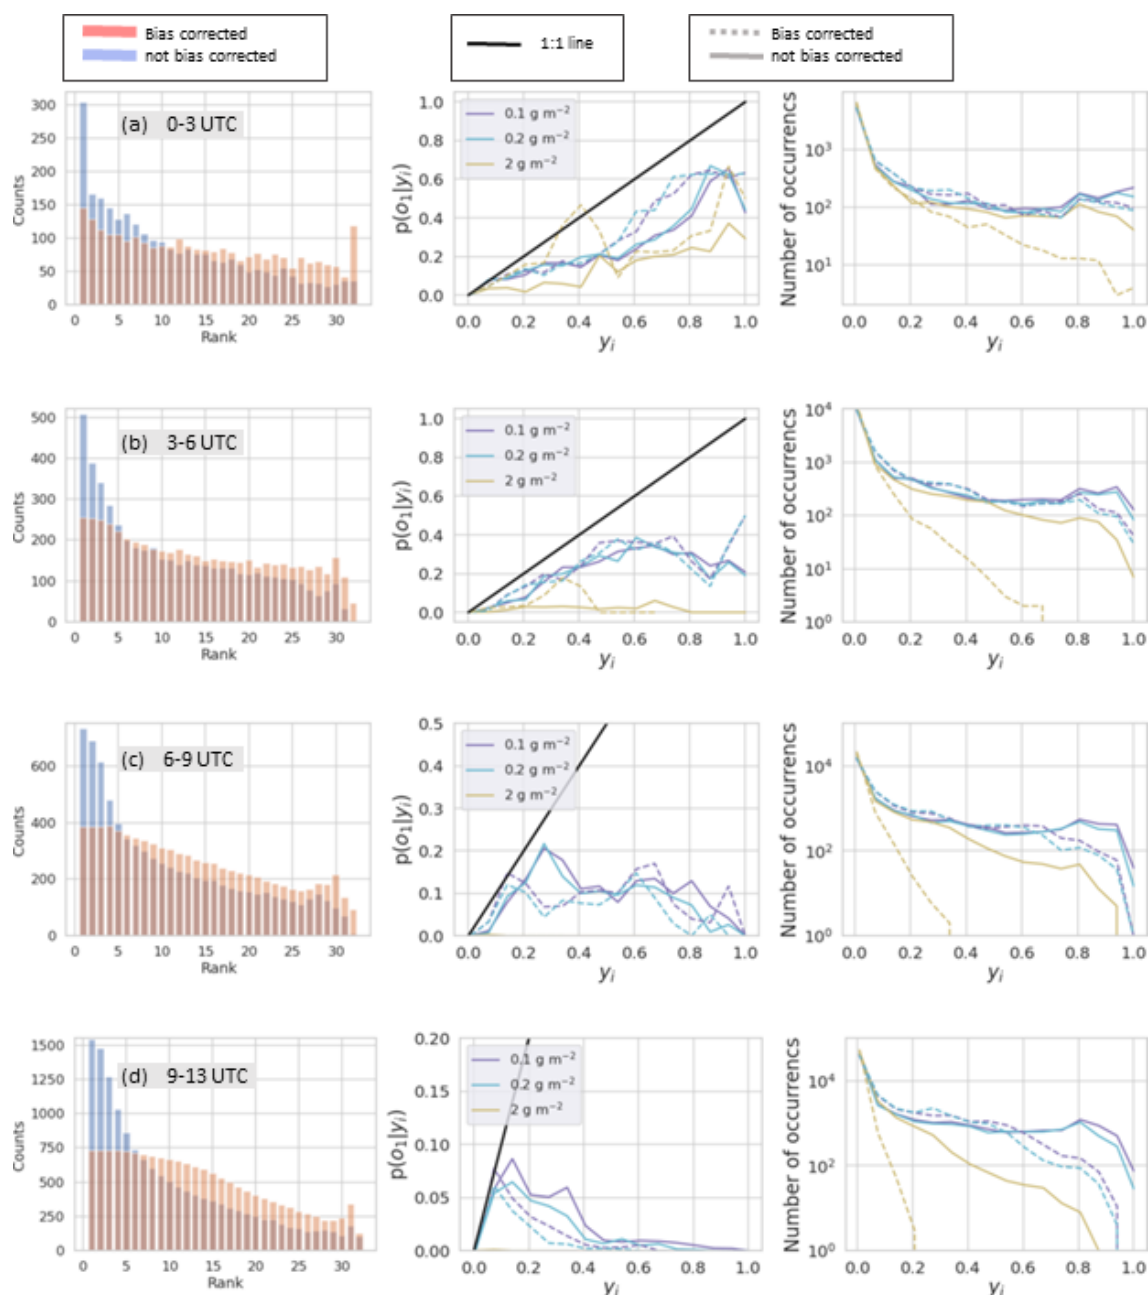 Bias corrected
not bias corrected
1:1 line
Bias corrected
not bias corrected
(a) 0-3 UTC
300
250
200
150
100
50
0
Counts
0 5 10 15 20 25 30
Rank
0.1 g m⁻²
0.2 g m⁻²
2 g m⁻²
1.0
0.8
0.6
0.4
0.2
0.0
p(o₁|yᵢ)
0.0 0.2 0.4 0.6 0.8 1.0
yᵢ
10³
10²
10¹
Number of occurrencs
0.0 0.2 0.4 0.6 0.8 1.0
yᵢ
(b) 3-6 UTC
500
400
300
200
100
0
Counts
0 5 10 15 20 25 30
Rank
0.1 g m⁻²
0.2 g m⁻²
2 g m⁻²
1.0
0.8
0.6
0.4
0.2
0.0
p(o₁|yᵢ)
0.0 0.2 0.4 0.6 0.8 1.0
yᵢ
10⁴
10³
10²
10¹
10⁰
Number of occurrencs
0.0 0.2 0.4 0.6 0.8 1.0
yᵢ
(c) 6-9 UTC
600
400
200
0
Counts
0 5 10 15 20 25 30
Rank
0.1 g m⁻²
0.2 g m⁻²
2 g m⁻²
0.5
0.4
0.3
0.2
0.1
0.0
p(o₁|yᵢ)
0.0 0.2 0.4 0.6 0.8 1.0
yᵢ
10⁴
10²
10⁰
Number of occurrencs
0.0 0.2 0.4 0.6 0.8 1.0
yᵢ
(d) 9-13 UTC
1500
1250
1000
750
500
250
0
Counts
0 5 10 15 20 25 30
Rank
0.1 g m⁻²
0.2 g m⁻²
2 g m⁻²
0.20
0.15
0.10
0.05
0.00
p(o₁|yᵢ)
0.0 0.2 0.4 0.6 0.8 1.0
yᵢ
10⁴
10²
10⁰
Number of occurrencs
0.0 0.2 0.4 0.6 0.8 1.0
yᵢ